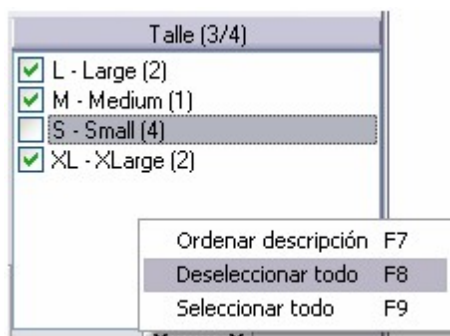 Talle (3/4)
L - Large (2)
M - Medium (1)
S - Small (4)
XL - XLarge (2)
Ordenar descripción F7
Deseleccionar todo F8
Seleccionar todo F9